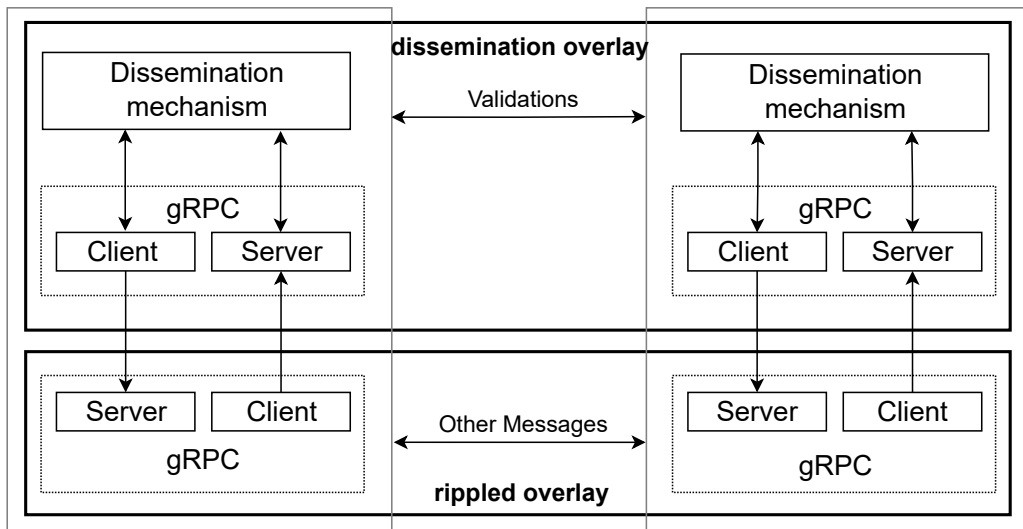 dissemination overlay
Dissemination
mechanism
Validations
Dissemination
mechanism
gRPC
Client
Server
gRPC
Client
Server
Server
Client
gRPC
Other Messages
Server
Client
gRPC
rippled overlay